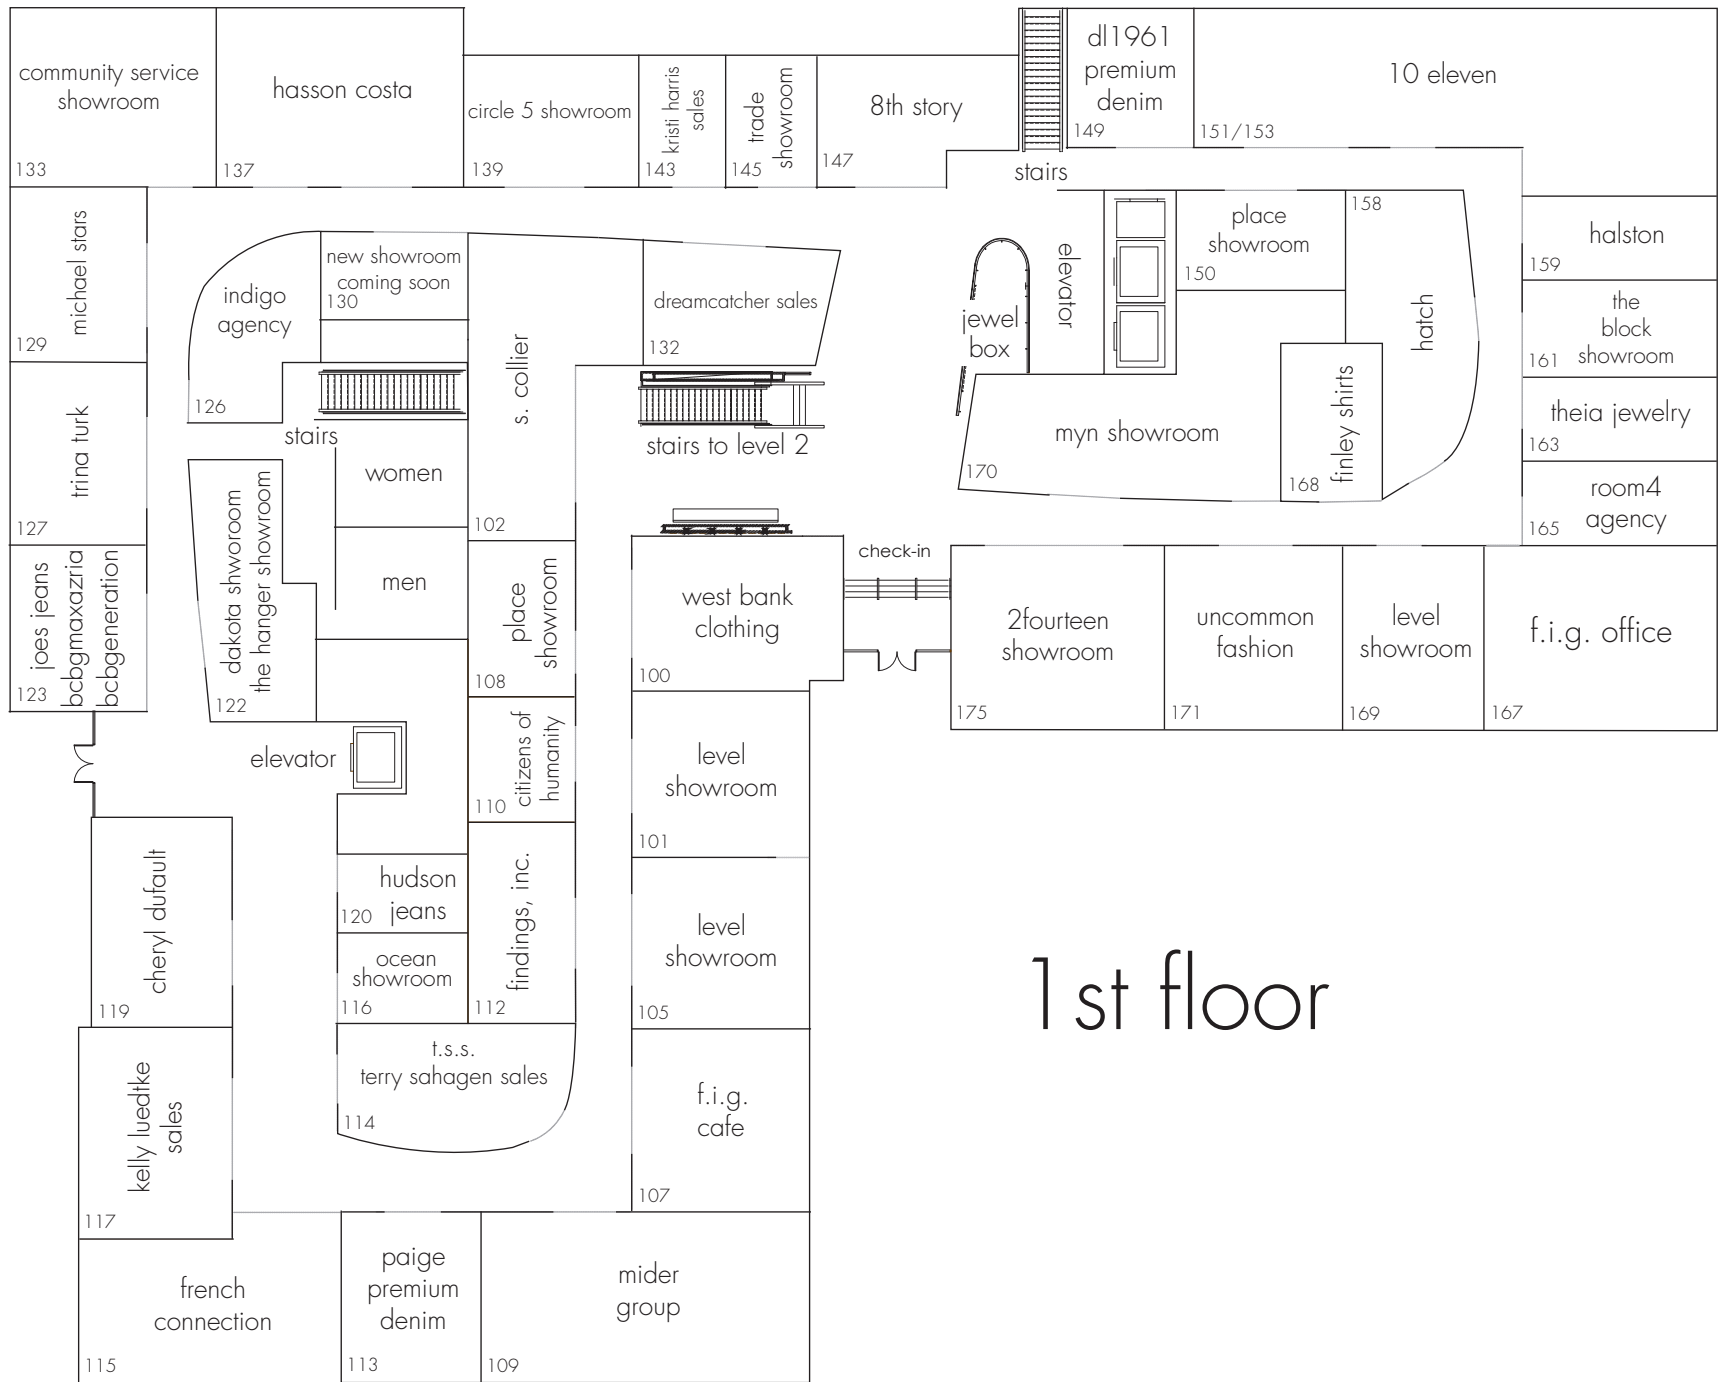 community service
showroom
133
hasson costa
137
circle 5 showroom
139
kristi harris
sales
143
trade
showroom
145
8th story
147
stairs
dl1961
premium
denim
149
10 eleven
151/153
michael stars
129
indigo
agency
126
new showroom
coming soon
130
s. collier
102
dreamcatcher sales
132
jewel
box
elevator
place
showroom
150
158
hatch
halston
159
the
block
showroom
161
theia jewelry
163
room4
agency
165
trina turk
127
stairs
women
men
stairs to level 2
myn showroom
170
finley shirts
168
joes jeans
bcbgmaxazria
bcbgeneration
123
dakota shworoom
the hanger showroom
122
place
showroom
108
west bank
clothing
100
check-in
2fourteen
showroom
175
uncommon
fashion
171
level
showroom
169
f.i.g. office
167
elevator
citizens of
humanity
110
level
showroom
101
cheryl dufault
119
hudson
jeans
120
ocean
showroom
116
findings, inc.
112
level
showroom
105
1st floor
kelly luedtke
sales
117
t.s.s.
terry sahagen sales
114
f.i.g.
cafe
107
french
connection
115
paige
premium
denim
113
mider
group
109